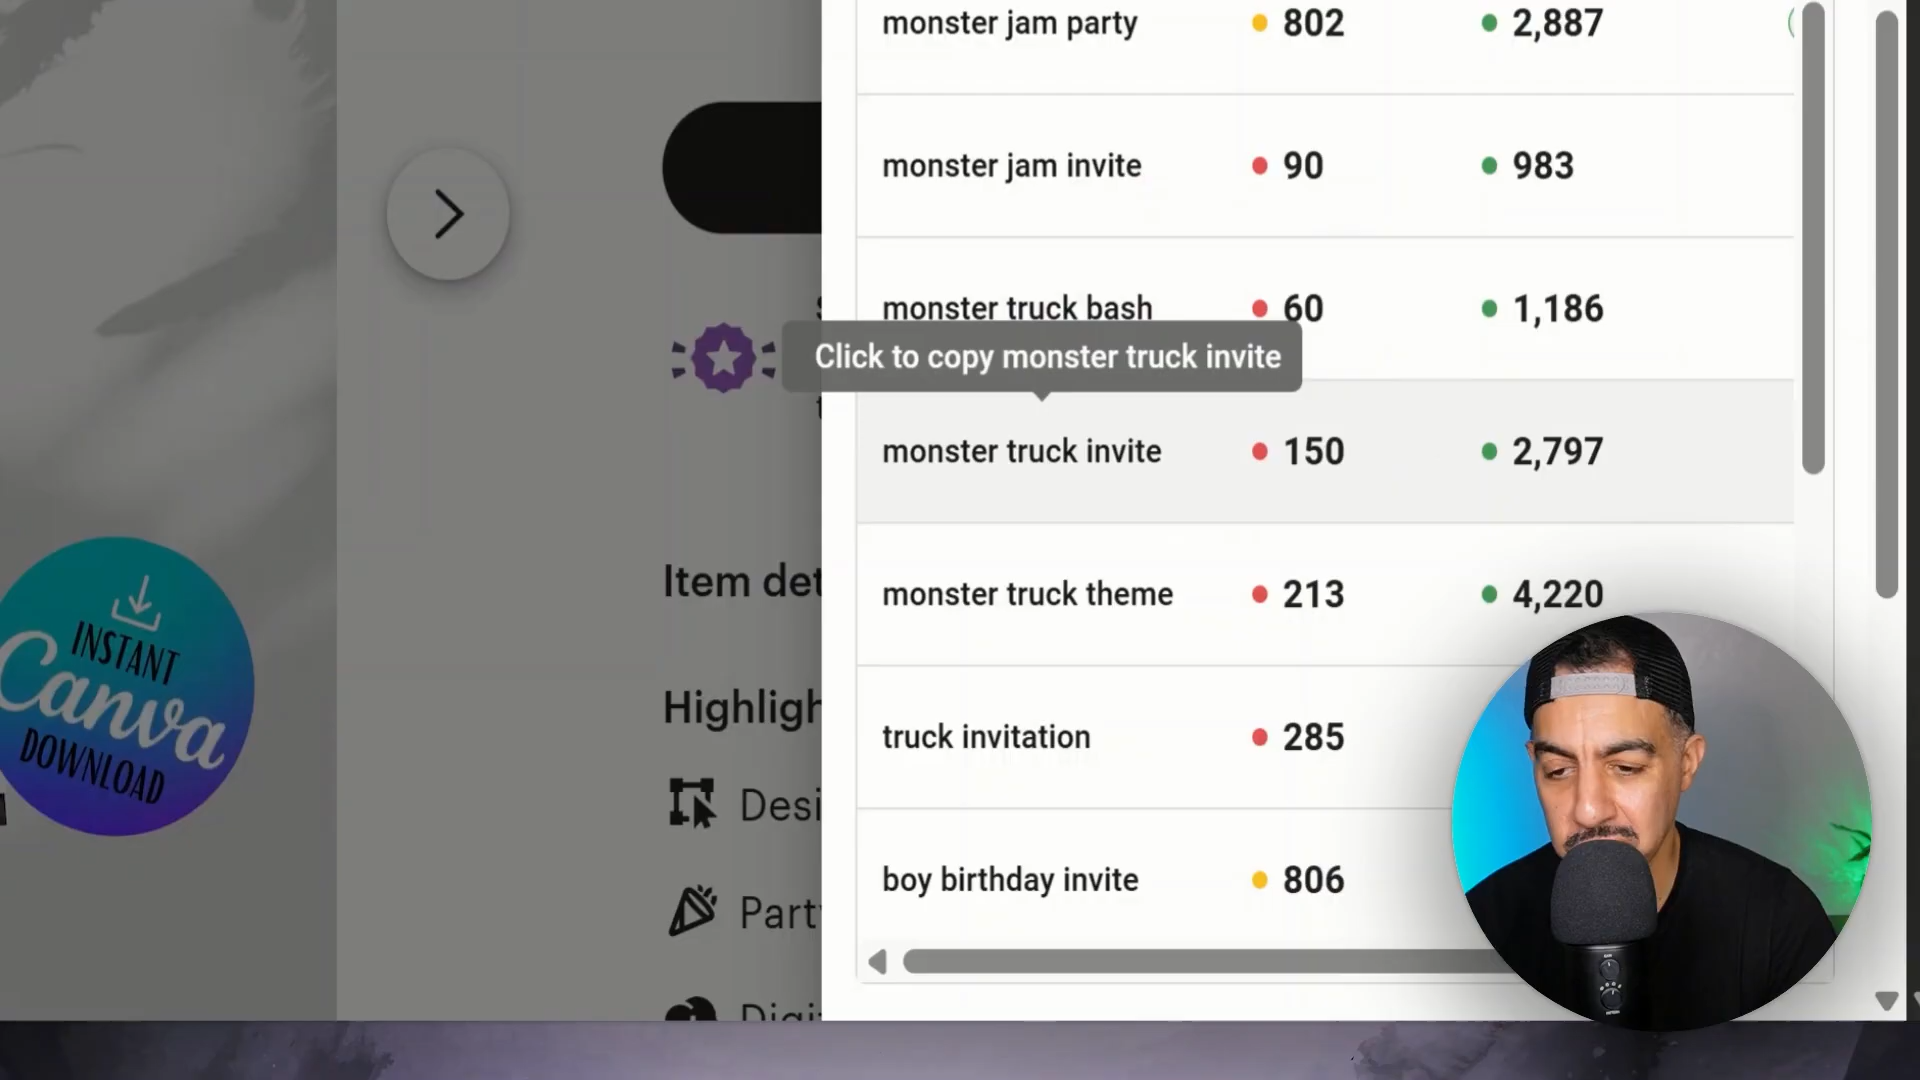 monster jam party 802 2,887
monster jam invite 90 983
monster truck bash 60 1,186
Click to copy monster truck invite
monster truck invite 150 2,797
monster truck theme 213 4,220
truck invitation 285
boy birthday invite 806
Item det
Highligh
Desi
Part
Digi
INSTANT
Canva
DOWNLOAD